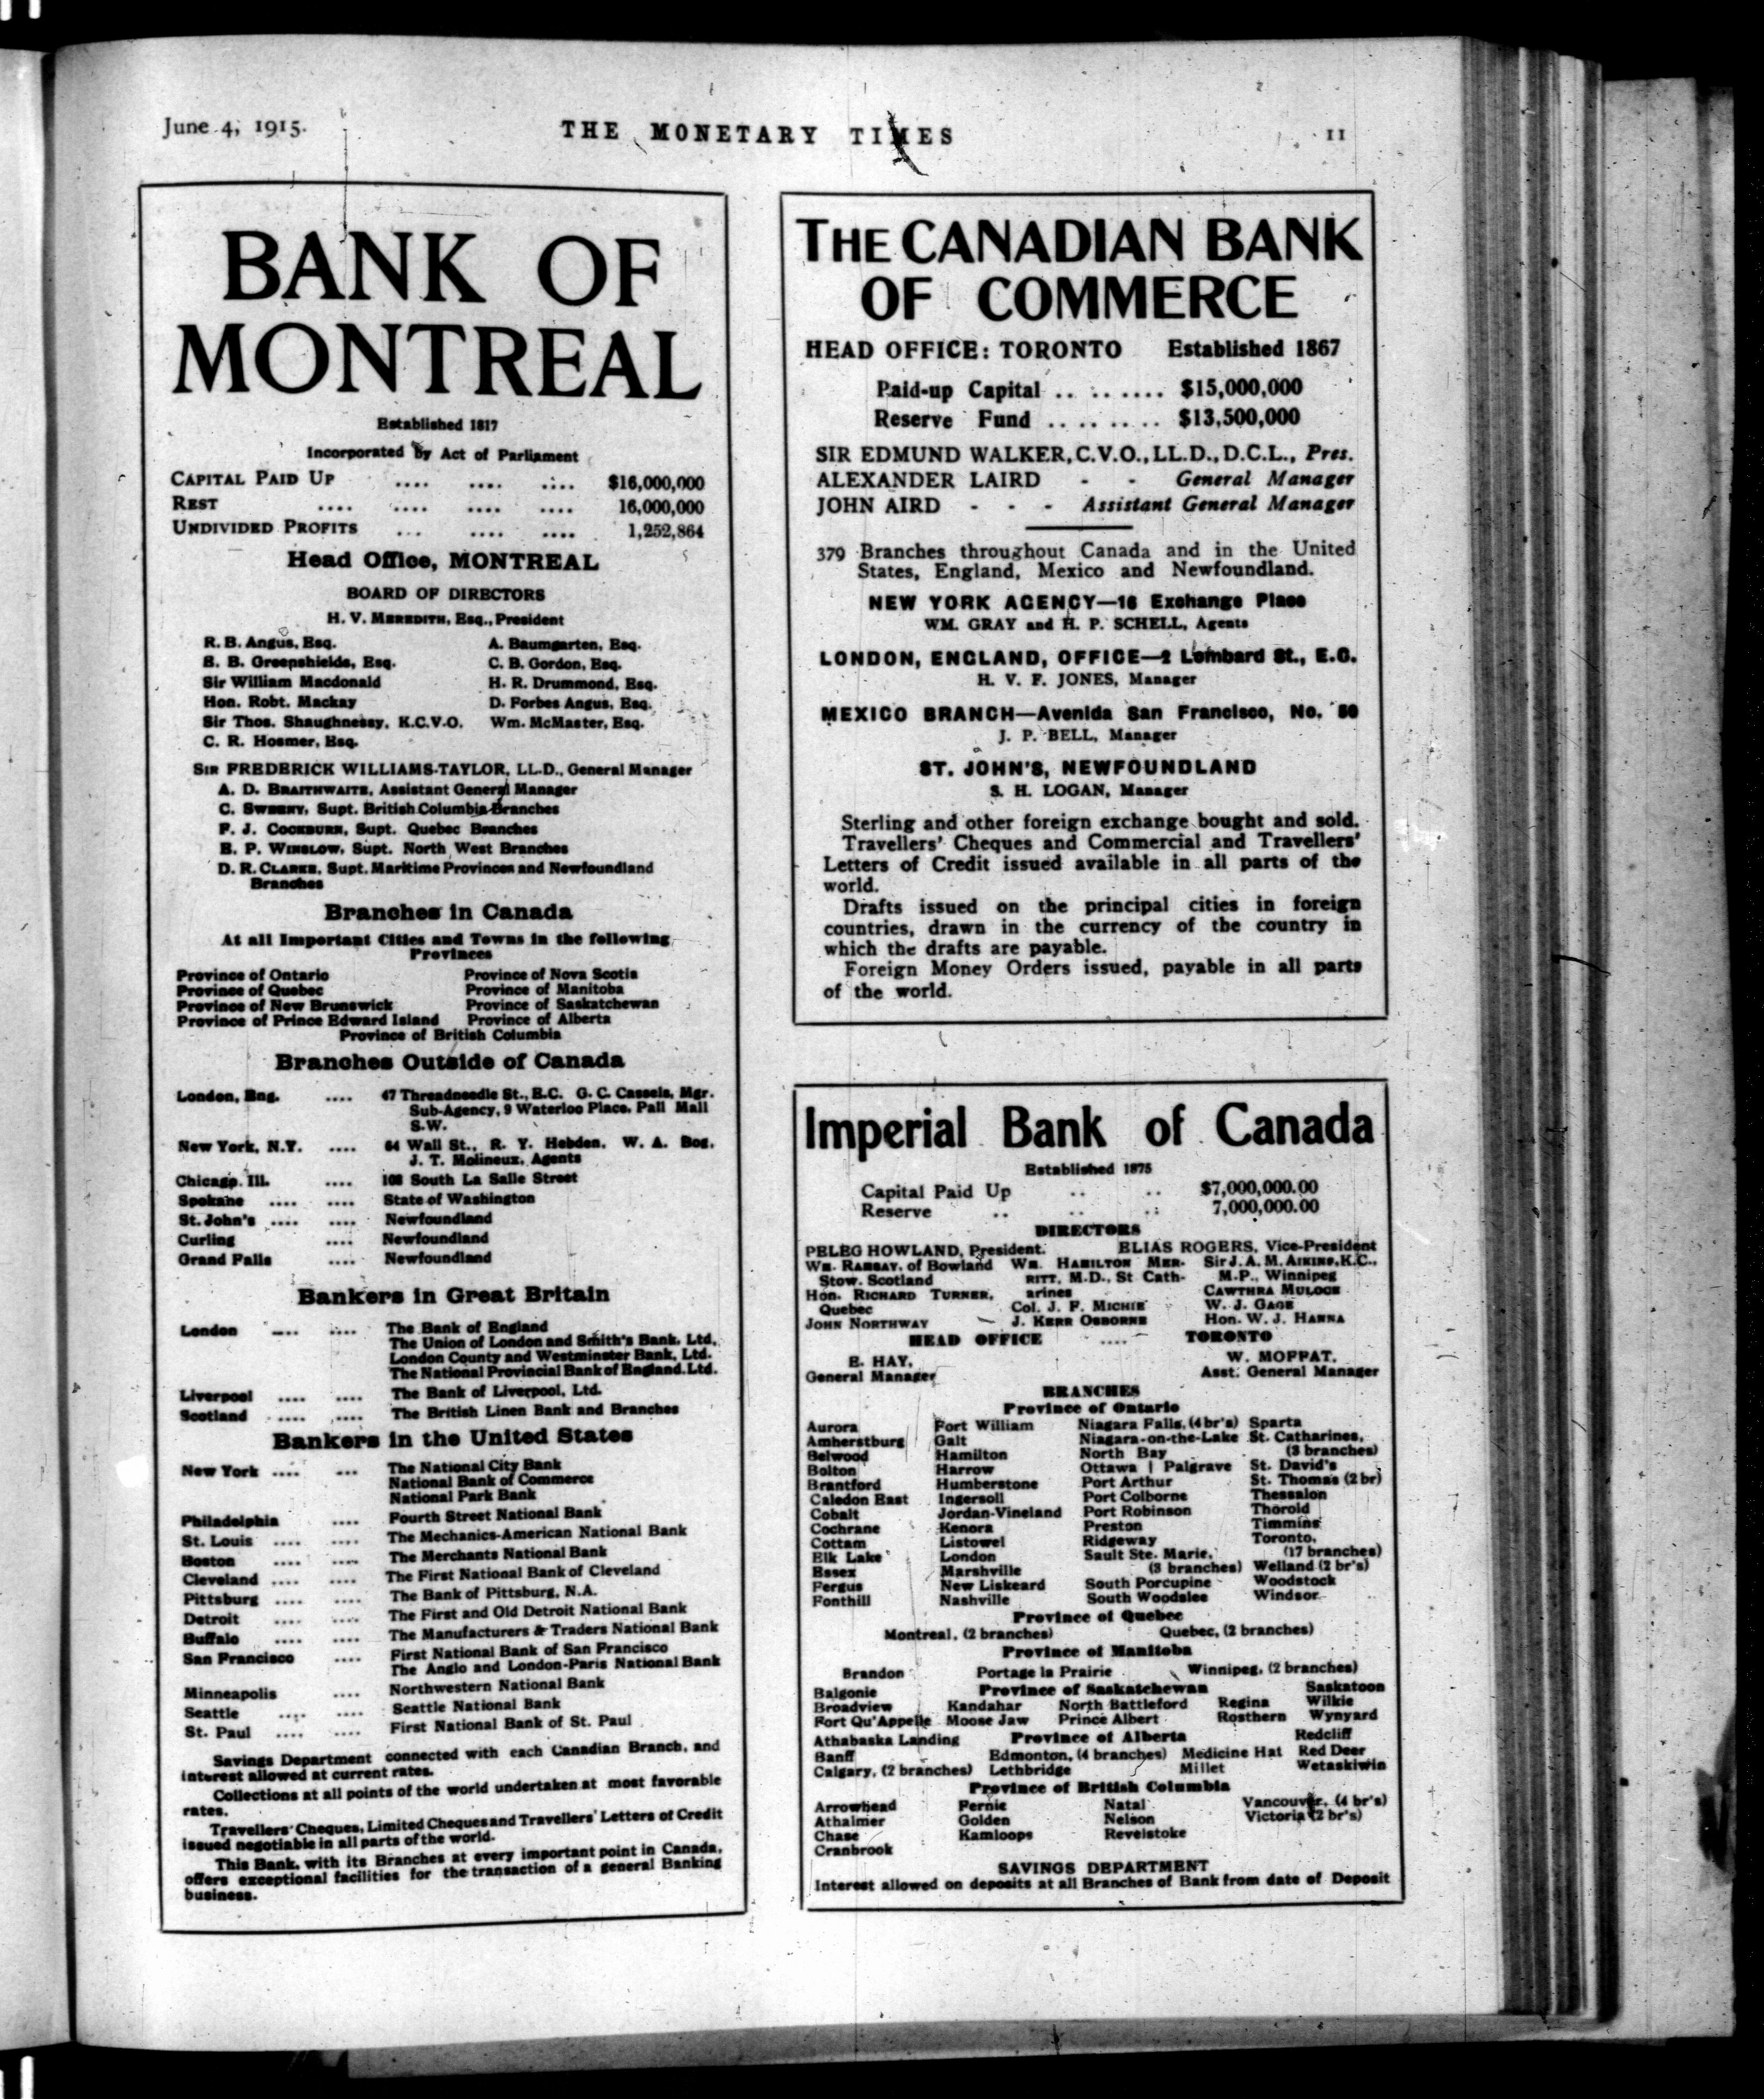 June 4, 1915.
THE MONETARY TIMES
11
BANK OF
MONTREAL
Established 1817
Incorporated by Act of Parliament
CAPITAL PAID UP .... .... .... $16,000,000
REST .... .... .... .... 16,000,000
UNDIVIDED PROFITS ... .... .... 1,252,864
Head Office, MONTREAL
BOARD OF DIRECTORS
H. V. MEREDITH, Esq., President
R. B. Angus, Esq. A. Baumgarten, Esq.
E. B. Greenshields, Esq. C. B. Gordon, Esq.
Sir William Macdonald H. R. Drummond, Esq.
Hon. Robt. Mackay D. Forbes Angus, Esq.
Sir Thos. Shaughnessy, K.C.V.O. Wm. McMaster, Esq.
C. R. Hosmer, Esq.
SIR FREDERICK WILLIAMS-TAYLOR, LL.D., General Manager
A. D. BRAITHWAITE, Assistant General Manager
C. SWEENY, Supt. British Columbia Branches
F. J. COCKBURN, Supt. Quebec Branches
E. P. WINSLOW, Supt. North West Branches
D. R. CLARKE, Supt. Maritime Provinces and Newfoundland
Branches
Branches in Canada
At all Important Cities and Towns in the following
Provinces
Province of Ontario Province of Nova Scotia
Province of Quebec Province of Manitoba
Province of New Brunswick Province of Saskatchewan
Province of Prince Edward Island Province of Alberta
Province of British Columbia
Branches Outside of Canada
London, Eng. .... 47 Threadneedle St., E.C. G. C. Cassels, Mgr.
Sub-Agency, 9 Waterloo Place, Pall Mall
S.W.
New York, N.Y. .... 64 Wall St., R. Y. Hebden, W. A. Bog,
J. T. Molineux, Agents
Chicago, Ill. .... 108 South La Salle Street
Spokane .... .... State of Washington
St. John's .... .... Newfoundland
Curling .... Newfoundland
Grand Falls .... Newfoundland
Bankers in Great Britain
London .... .... The Bank of England
The Union of London and Smith's Bank, Ltd.
London County and Westminster Bank, Ltd.
The National Provincial Bank of England, Ltd.
Liverpool .... .... The Bank of Liverpool, Ltd.
Scotland .... .... The British Linen Bank and Branches
Bankers in the United States
New York .... ... The National City Bank
National Bank of Commerce
National Park Bank
Philadelphia .... Fourth Street National Bank
St. Louis .... .... The Mechanics-American National Bank
Boston .... .... The Merchants National Bank
Cleveland .... .... The First National Bank of Cleveland
Pittsburg .... .... The Bank of Pittsburg, N.A.
Detroit .... .... The First and Old Detroit National Bank
Buffalo .... .... The Manufacturers & Traders National Bank
San Francisco .... First National Bank of San Francisco
The Anglo and London-Paris National Bank
Minneapolis .... Northwestern National Bank
Seattle .... .... Seattle National Bank
St. Paul .... .... First National Bank of St. Paul
Savings Department connected with each Canadian Branch, and
interest allowed at current rates.
Collections at all points of the world undertaken at most favorable
rates.
Travellers' Cheques, Limited Cheques and Travellers' Letters of Credit
issued negotiable in all parts of the world.
This Bank, with its Branches at every important point in Canada,
offers exceptional facilities for the transaction of a general Banking
business.
THE CANADIAN BANK
OF COMMERCE
HEAD OFFICE: TORONTO Established 1867
Paid-up Capital .. ...... $15,000,000
Reserve Fund ........ $13,500,000
SIR EDMUND WALKER, C.V.O., LL.D., D.C.L., Pres.
ALEXANDER LAIRD - - General Manager
JOHN AIRD - - - Assistant General Manager
379 Branches throughout Canada and in the United
States, England, Mexico and Newfoundland.
NEW YORK AGENCY—16 Exchange Place
WM. GRAY and H. P. SCHELL, Agents
LONDON, ENGLAND, OFFICE—2 Lombard St., E.C.
H. V. F. JONES, Manager
MEXICO BRANCH—Avenida San Francisco, No. 50
J. P. BELL, Manager
ST. JOHN'S, NEWFOUNDLAND
S. H. LOGAN, Manager
Sterling and other foreign exchange bought and sold.
Travellers' Cheques and Commercial and Travellers'
Letters of Credit issued available in all parts of the
world.
Drafts issued on the principal cities in foreign
countries, drawn in the currency of the country in
which the drafts are payable.
Foreign Money Orders issued, payable in all parts
of the world.
Imperial Bank of Canada
Established 1875
Capital Paid Up .. .. $7,000,000.00
Reserve .. .. .. 7,000,000.00
DIRECTORS
PELEG HOWLAND, President. ELIAS ROGERS, Vice-President
WM. RAMSAY, of Bowland WM. HAMILTON MER- Sir J. A. M. AIKINS, K.C.,
Stow, Scotland RITT, M.D., St Cath- M.P., Winnipeg
Hon. RICHARD TURNER, arines CAWTHRA MULOCK
Quebec Col. J. F. MICHIE W. J. GAGE
JOHN NORTHWAY J. KERR OSBORNE Hon. W. J. HANNA
HEAD OFFICE .... TORONTO
E. HAY, W. MOFFAT,
General Manager Asst. General Manager
BRANCHES
Province of Ontario
Aurora Fort William Niagara Falls, (4 br's) Sparta
Amherstburg Galt Niagara-on-the-Lake St. Catharines,
Belwood Hamilton North Bay (3 branches)
Bolton Harrow Ottawa | Palgrave St. David's
Brantford Humberstone Port Arthur St. Thomas (2 br)
Caledon East Ingersoll Port Colborne Thessalon
Cobalt Jordan-Vineland Port Robinson Thorold
Cochrane Kenora Preston Timmins
Cottam Listowel Ridgeway Toronto,
Elk Lake London Sault Ste. Marie, (17 branches)
Essex Marshville (3 branches) Welland (2 br's)
Fergus New Liskeard South Porcupine Woodstock
Fonthill Nashville South Woodslee Windsor
Province of Quebec
Montreal, (2 branches) Quebec, (2 branches)
Province of Manitoba
Brandon Portage la Prairie Winnipeg, (2 branches)
Balgonie Province of Saskatchewan Saskatoon
Broadview Kandahar North Battleford Regina Wilkie
Fort Qu'Appelle Moose Jaw Prince Albert Rosthern Wynyard
Athabaska Landing Province of Alberta Redcliff
Banff Edmonton, (4 branches) Medicine Hat Red Deer
Calgary, (2 branches) Lethbridge Millet Wetaskiwin
Province of British Columbia
Arrowhead Fernie Natal Vancouver, (4 br's)
Athalmer Golden Nelson Victoria (2 br's)
Chase Kamloops Revelstoke
Cranbrook
SAVINGS DEPARTMENT
Interest allowed on deposits at all Branches of Bank from date of Deposit